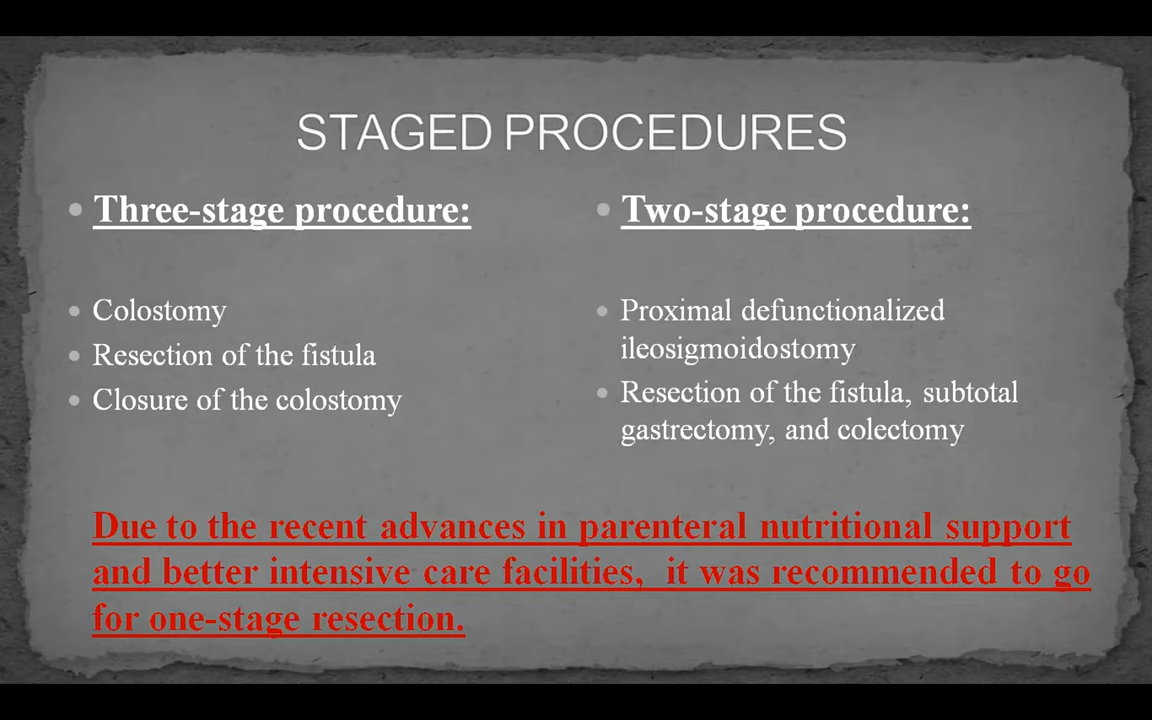 STAGED PROCEDURES
Three-stage procedure:
Colostomy
Resection of the fistula
Closure of the colostomy
Two-stage procedure:
Proximal defunctionalized
ileosigmoidostomy
Resection of the fistula, subtotal
gastrectomy, and colectomy
Due to the recent advances in parenteral nutritional support
and better intensive care facilities, it was recommended to go
for one-stage resection.